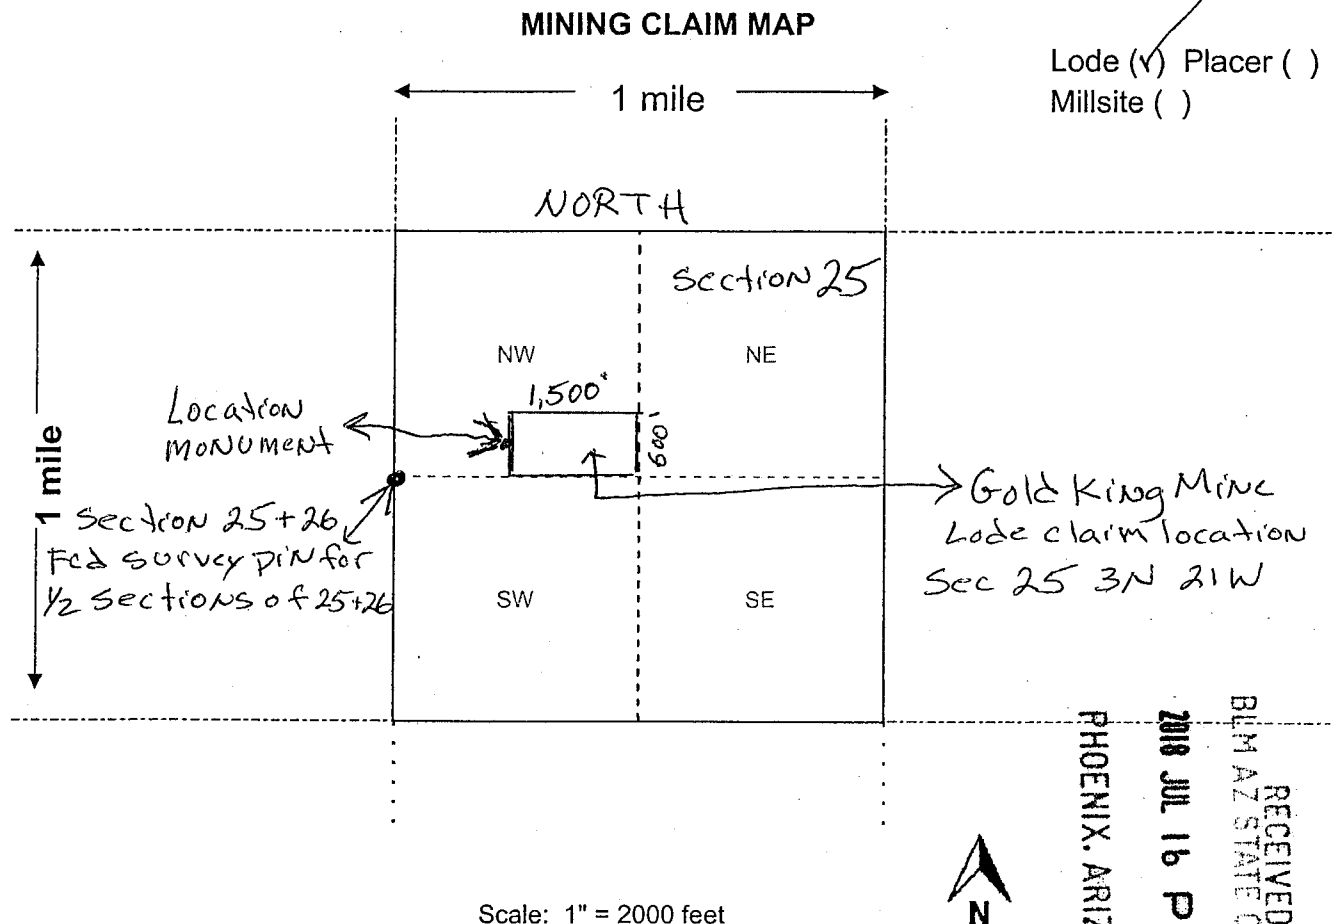 MINING CLAIM MAP
Lode (√) Placer ( )
Millsite ( )
1 mile
NORTH
Section 25
NW
NE
1,500'
600'
Location
monument
1 mile
Section 25+26
Fed survey pin for
1/2 sections of 25+26
Gold King Mine
Lode claim location
Sec 25 3N 21W
SW
SE
RECEIVED
BLM AZ STATE
2018 JUL 16 P
PHOENIX, ARIZ
N
Scale: 1" = 2000 feet